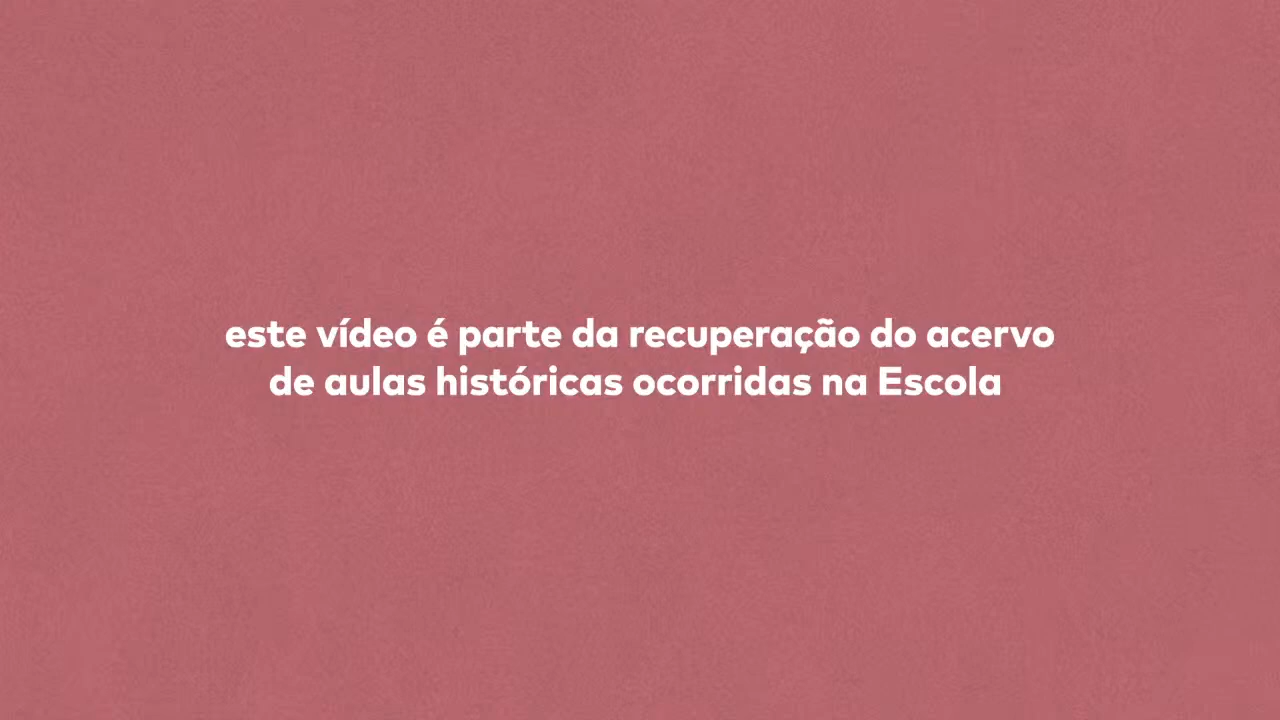 este vídeo é parte da recuperação do acervo
de aulas históricas ocorridas na Escola